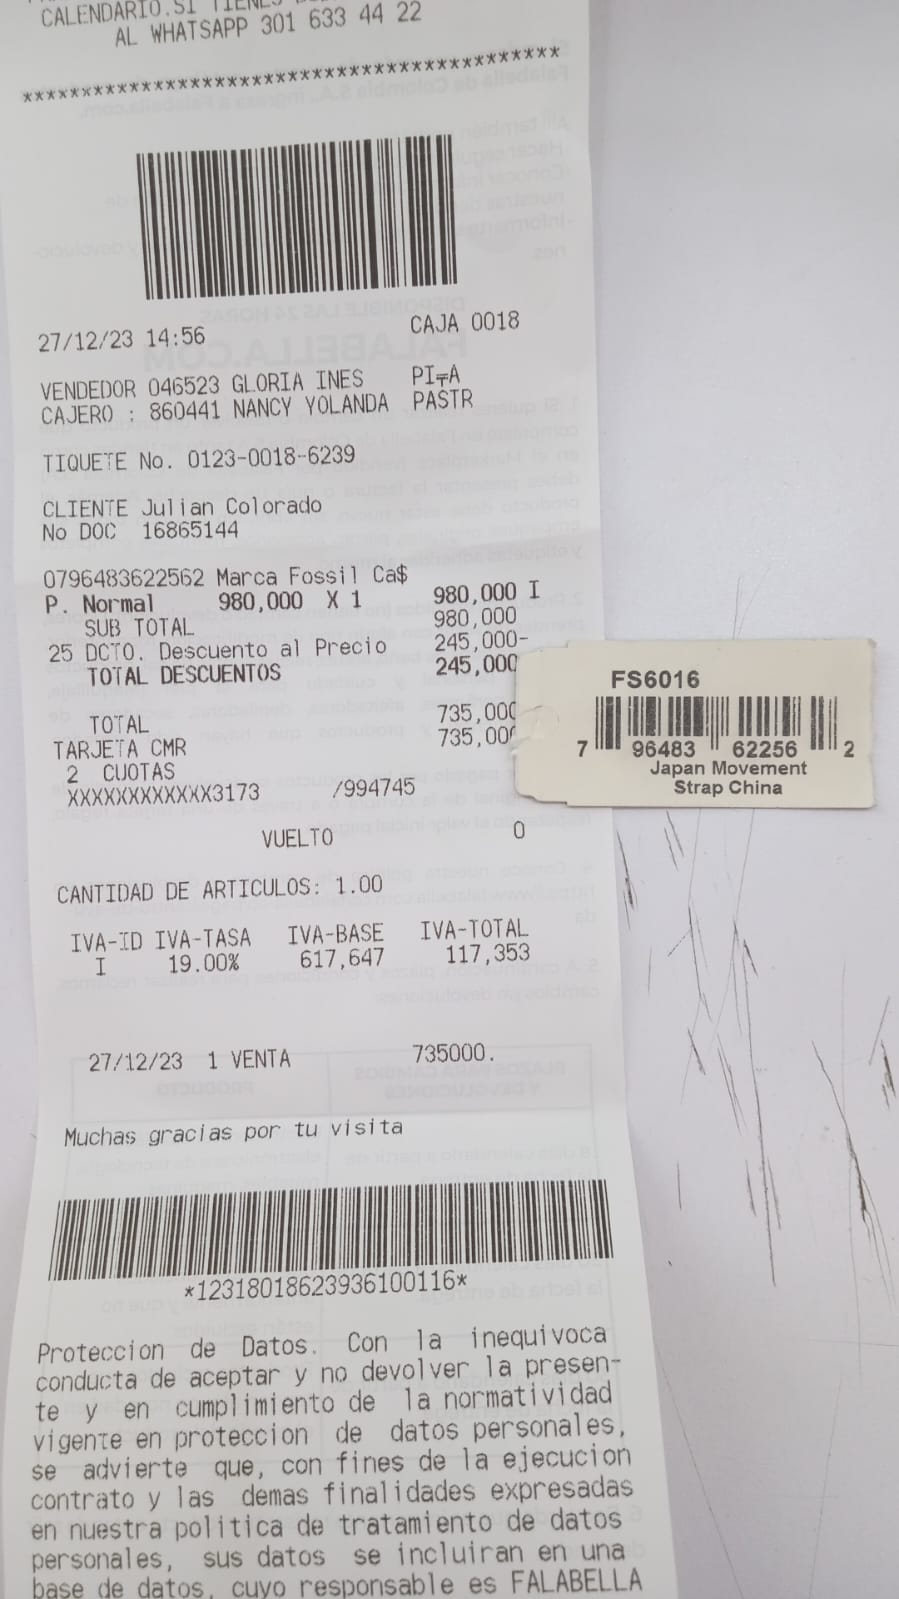 CALENDARIO.SI
AL WHATSAPP 301 633 44 22
********************************************
27/12/23 14:56 CAJA 0018
VENDEDOR 046523 GLORIA INES
CAJERO : 860441 NANCY YOLANDA PASTR
TIQUETE No. 0123-0018-6239
CLIENTE Julian Colorado
No DOC 16865144
0796483622562 Marca Fossil Ca$
P. Normal 980,000 X 1 980,000 I
SUB TOTAL 980,000
25 DCTO. Descuento al Precio 245,000-
TOTAL DESCUENTOS 245,000
TOTAL 735,000
TARJETA CMR 735,000
2 CUOTAS
XXXXXXXXXXXX3173 /994745
VUELTO 0
CANTIDAD DE ARTICULOS: 1.00
IVA-ID IVA-TASA IVA-BASE IVA-TOTAL
I 19.00% 617,647 117,353
27/12/23 1 VENTA 735000.
Muchas gracias por tu visita
*12318018623936100116*
Proteccion de Datos. Con la inequivoca
conducta de aceptar y no devolver la presen-
te y en cumplimiento de la normatividad
vigente en proteccion de datos personales,
se advierte que, con fines de la ejecucion
contrato y las demas finalidades expresadas
en nuestra politica de tratamiento de datos
personales, sus datos se incluiran en una
base de datos, cuyo responsable es FALABELLA
FS6016
7 96483 62256 2
Japan Movement
Strap China